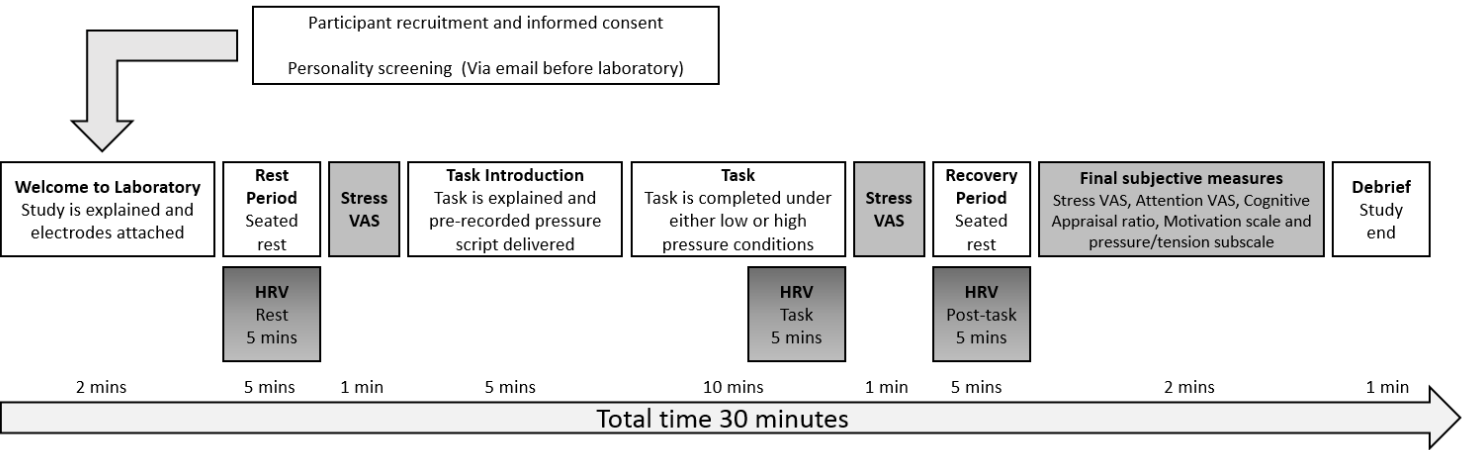 Participant recruitment and informed consent
Personality screening (Via email before laboratory)
Welcome to Laboratory
Study is explained and
electrodes attached
Rest
Period
Seated
rest
Stress
VAS
Task Introduction
Task is explained and
pre-recorded pressure
script delivered
Task
Task is completed under
either low or high
pressure conditions
Stress
VAS
Recovery
Period
Seated
rest
Final subjective measures
Stress VAS, Attention VAS, Cognitive
Appraisal ratio, Motivation scale and
pressure/tension subscale
Debrief
Study
end
HRV
Rest
5 mins
HRV
Task
5 mins
HRV
Post-task
5 mins
2 mins
5 mins
1 min
5 mins
10 mins
1 min
5 mins
2 mins
1 min
Total time 30 minutes